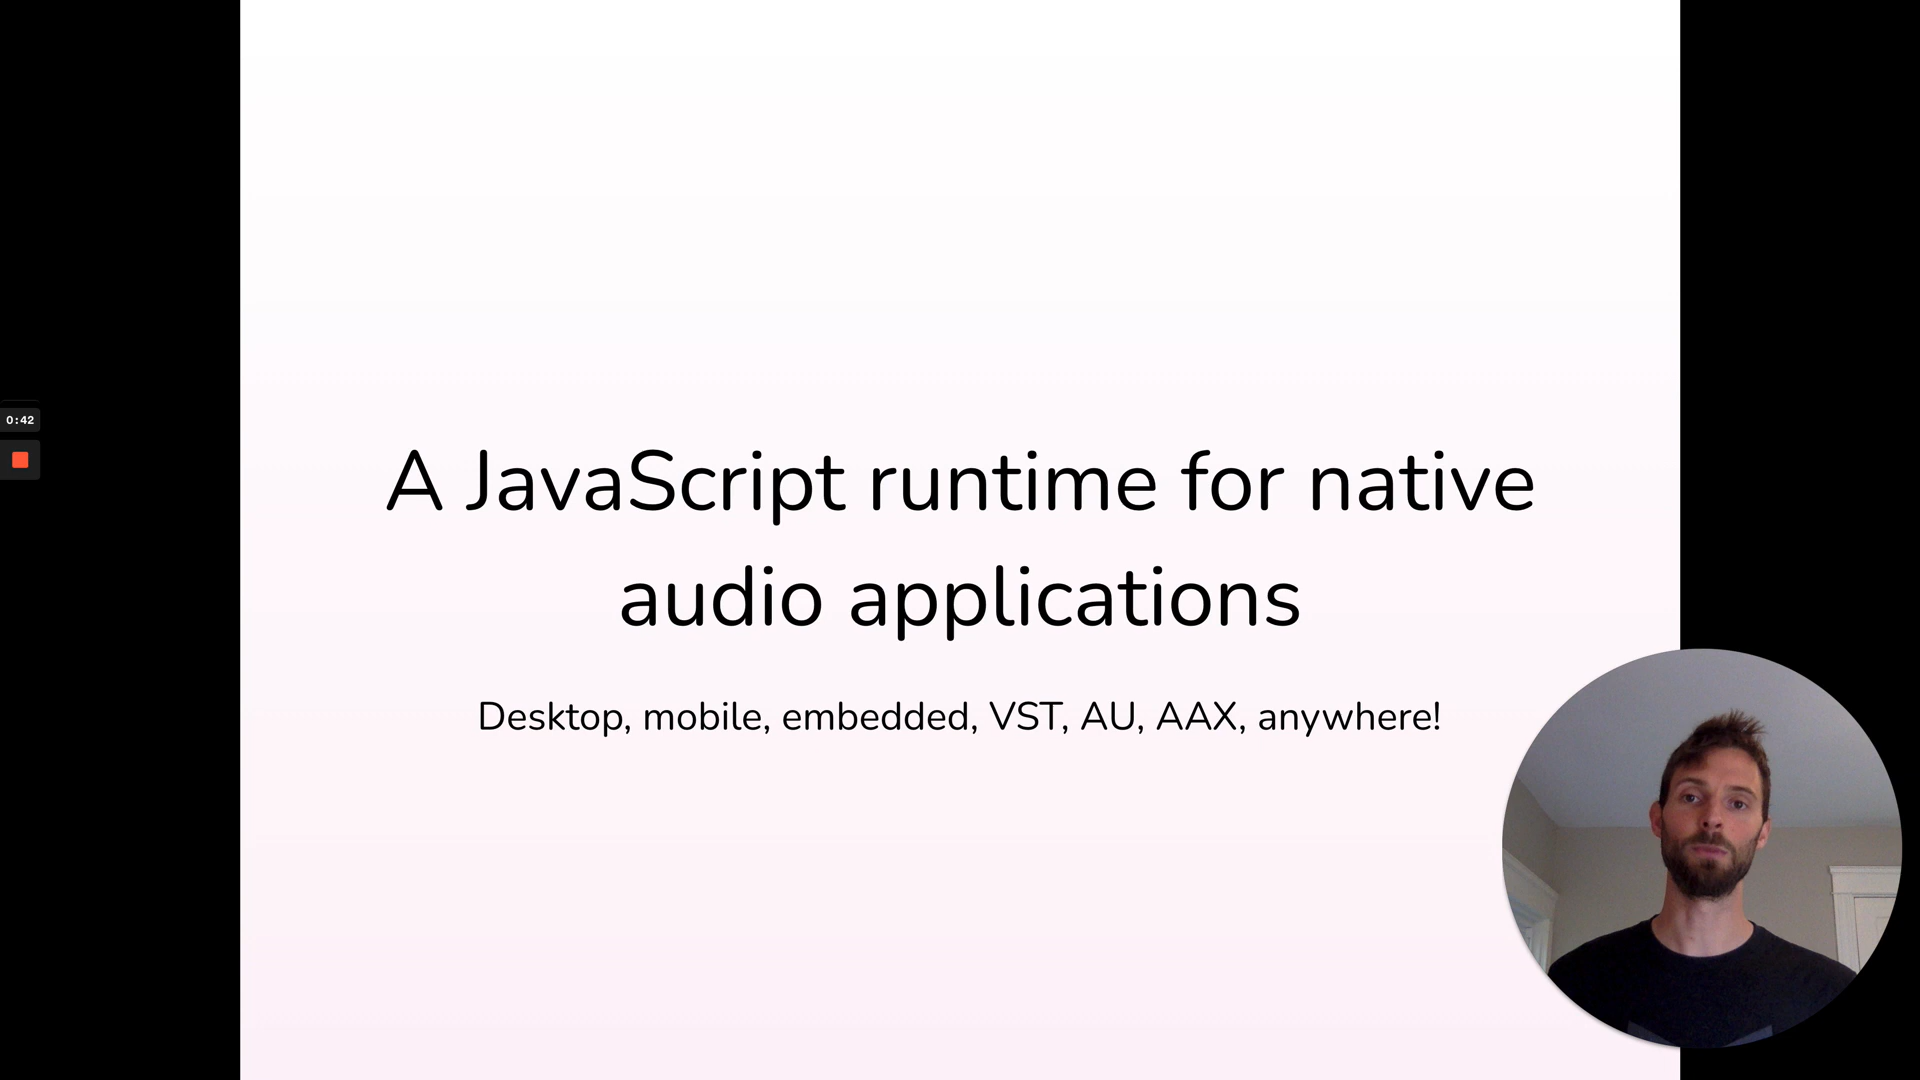 0:42
A JavaScript runtime for native
audio applications
Desktop, mobile, embedded, VST, AU, AAX, anywhere!